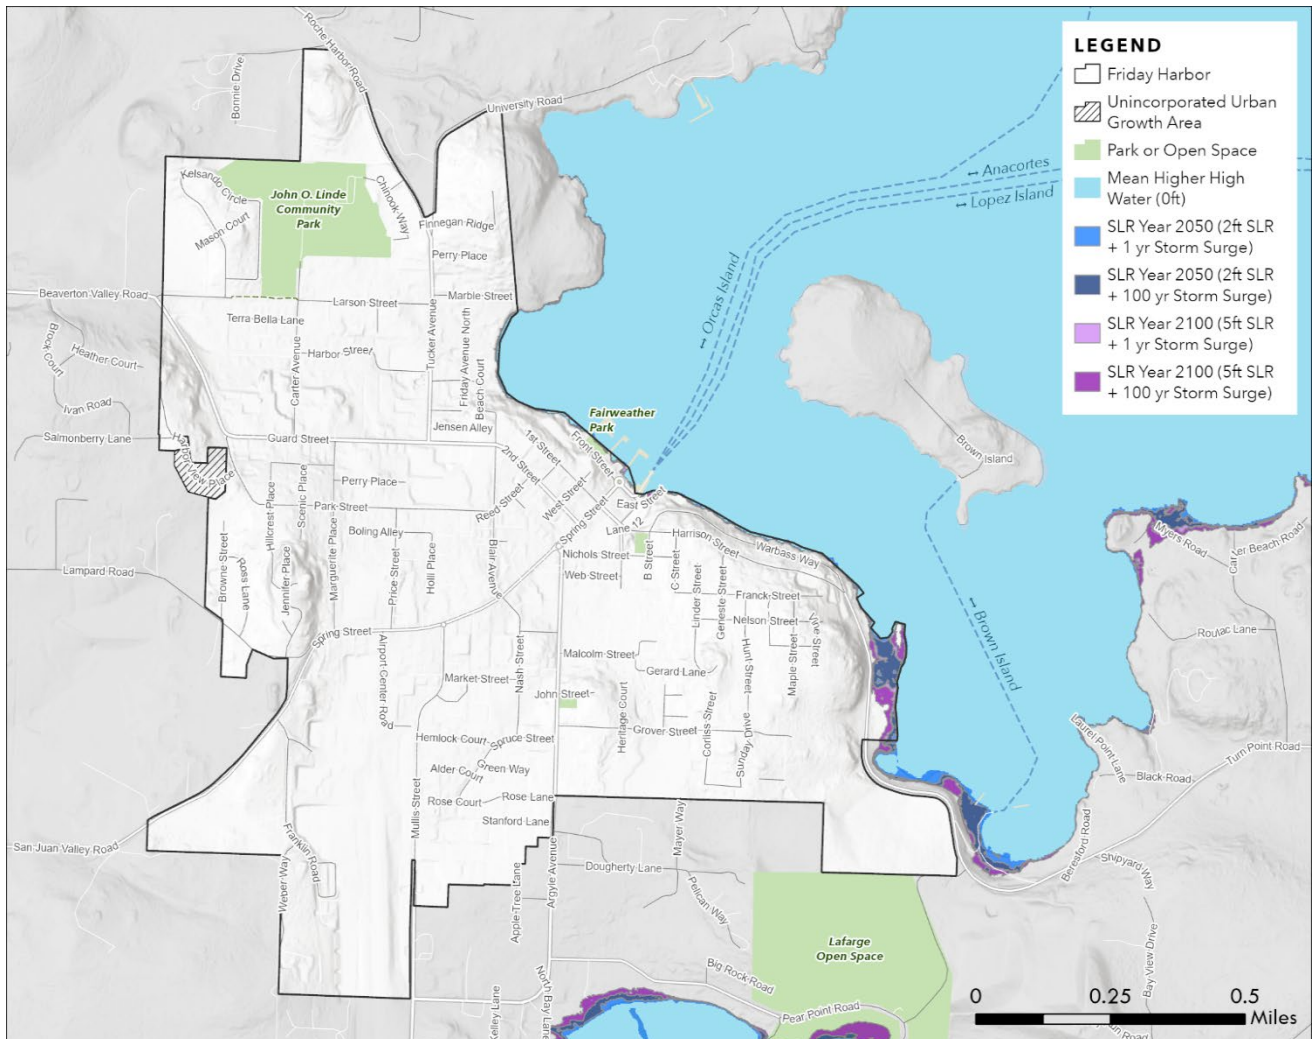 LEGEND
Friday Harbor
Unincorporated Urban
Growth Area
Park or Open Space
Mean Higher High
Water (0ft)
SLR Year 2050 (2ft SLR
+ 1 yr Storm Surge)
SLR Year 2050 (2ft SLR
+ 100 yr Storm Surge)
SLR Year 2100 (5ft SLR
+ 1 yr Storm Surge)
SLR Year 2100 (5ft SLR
+ 100 yr Storm Surge)
Roche Harbor Road
Bonnie Drive
University Road
Kelsando Circle
Mason Court
John O. Linde
Community
Park
Chinook Way
Finnegan Ridge
Perry Place
Anacortes
Lopez Island
Orcas Island
Beaverton Valley Road
Larson Street
Marble Street
Terra Bella Lane
Tucker Avenue
Friday Avenue North
Beach Court
Harbor Street
Carter Avenue
Brock Court
Heather Court
Ivan Road
Salmonberry Lane
Harbor View Place
Guard Street
Jensen Alley
Fairweather
Park
Front Street
1st Street
2nd Street
West Street
Reed Street
Spring Street
East Street
Lane 12
Brown Island
Perry Place
Scenic Place
Hillcrest Place
Park Street
Boling Alley
Marguerite Place
Jennifer Place
Price Street
Holli Place
Blair Avenue
Nichols Street
Web Street
B Street
C Street
Harrison Street
Warbass Way
Linder Street
Geneste Street
Franck Street
Nelson Street
Hunt Street
Maple Street
Vine Street
Browne Street
Ross Lane
Lampard Road
Spring Street
Airport Center Road
Market Street
Nash Street
Malcolm Street
Gerard Lane
John Street
Heritage Court
Grover Street
Corliss Street
Sunday Drive
Hemlock Court
Spruce Street
Alder Court
Green Way
Rose Court
Rose Lane
Stanford Lane
Mullis Street
Myers Road
Roulac Lane
Brown Island
Laurel Point Lane
Turn Point Road
Black Road
Beresford Road
Shipyard Way
San Juan Valley Road
Franklin Road
Weber Way
Argyle Avenue
Apple Tree Lane
Dougherty Lane
Mayer Way
Pelican Way
Lafarge
Open Space
Big Rock Road
Pear Point Road
North Bay Lane
Kelley Lane
Bay View Drive
0 0.25 0.5
Miles